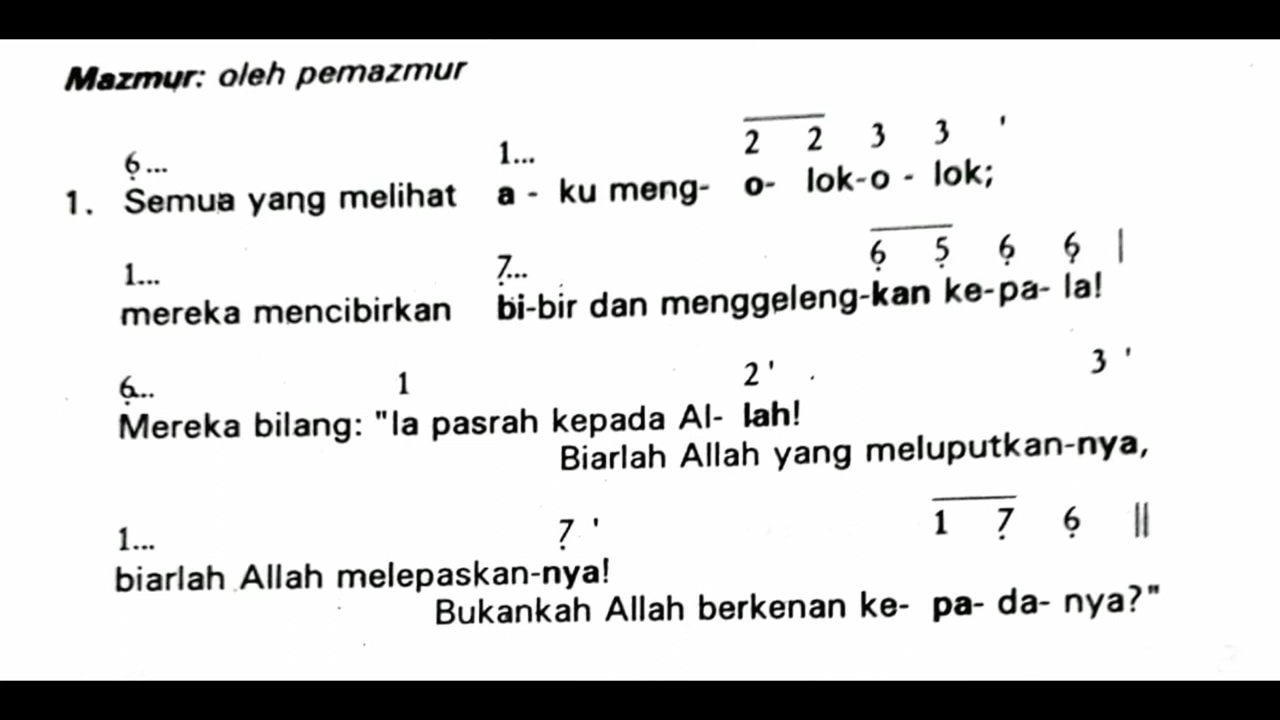 Mazmur: oleh pemazmur
6̣... 1... 2 2 3 3 '
1. Semua yang melihat a - ku meng- o- lok-o - lok;
1... 7̣... 6̣ 5̣ 6̣ 6̣ |
mereka mencibirkan bi-bir dan menggeleng-kan ke-pa- la!
6̣... 1 2 ' 3 '
Mereka bilang: "Ia pasrah kepada Al- lah!
Biarlah Allah yang meluputkan-nya,
1... 7̣ ' 1 7̣ 6̣ ||
biarlah Allah melepaskan-nya!
Bukankah Allah berkenan ke- pa- da- nya?"